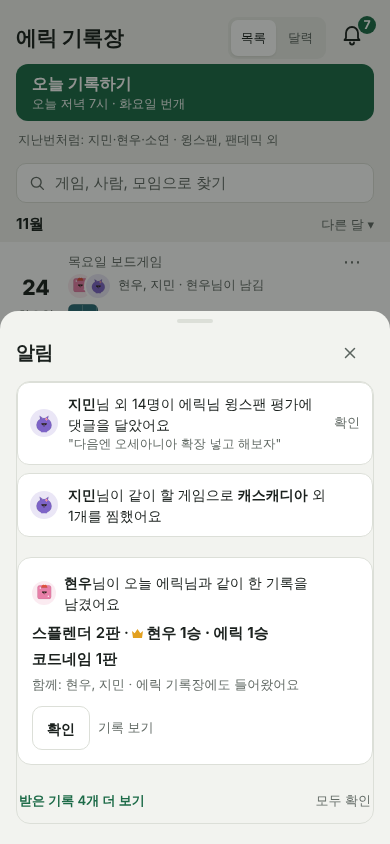 에릭 기록장
목록
달력
7
오늘 기록하기
오늘 저녁 7시 · 화요일 번개
지난번처럼: 지민·현우·소연 · 윙스팬, 팬데믹 외
게임, 사람, 모임으로 찾기
11월
다른 달 ▾
목요일 보드게임
...
24
현우, 지민 · 현우님이 남김
알림
지민님 외 14명이 에릭님 윙스팬 평가에
댓글을 달았어요
"다음엔 오세아니아 확장 넣고 해보자"
확인
지민님이 같이 할 게임으로 캐스캐디아 외
1개를 찜했어요
현우님이 오늘 에릭님과 같이 한 기록을
남겼어요
스플렌더 2판 · 현우 1승 · 에릭 1승
코드네임 1판
함께: 현우, 지민 · 에릭 기록장에도 들어왔어요
확인
기록 보기
받은 기록 4개 더 보기
모두 확인